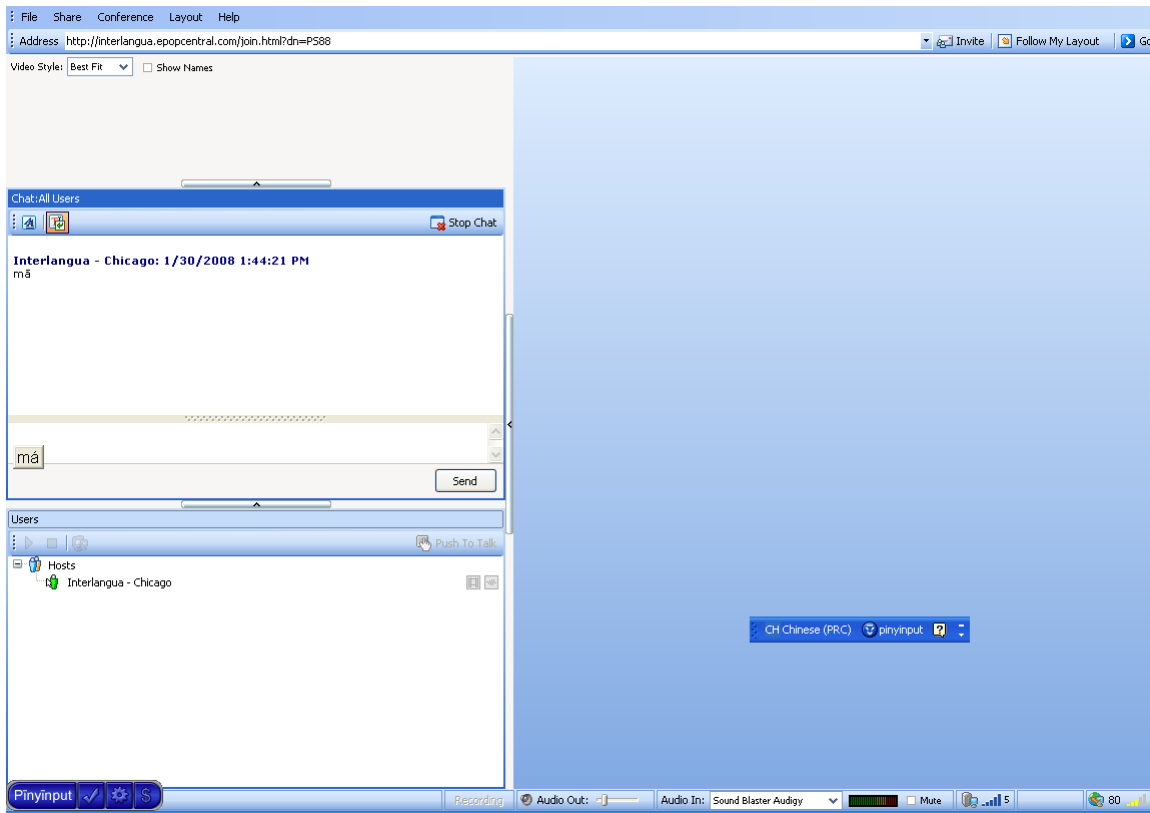 File Share Conference Layout Help
Address http://interlangua.epopcentral.com/join.html?dn=PS88 Invite Follow My Layout Go
Video Style: Best Fit Show Names
Chat:All Users
Stop Chat
Interlangua - Chicago: 1/30/2008 1:44:21 PM
mā
má
Send
Users
Push To Talk
Hosts
Interlangua - Chicago
CH Chinese (PRC) pinyinput
Pīnyīnput
Recording Audio Out: Audio In: Sound Blaster Audigy Mute 5 80